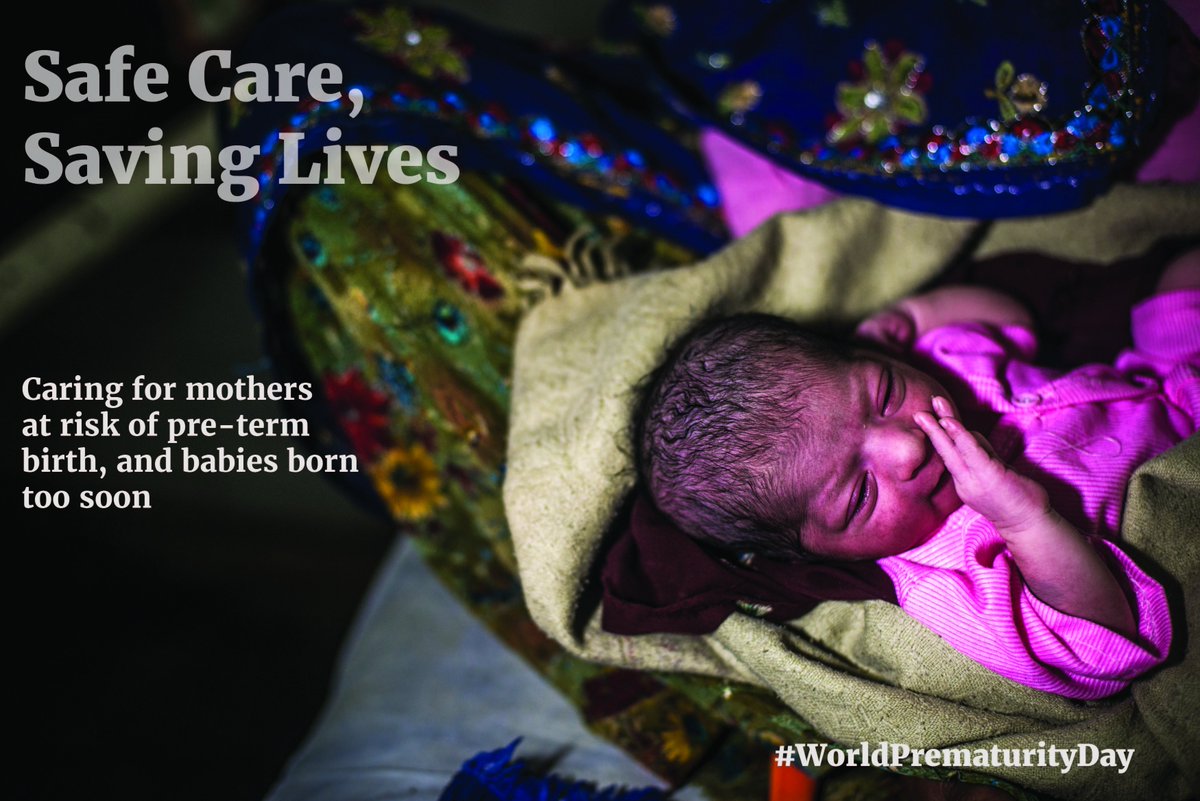 Safe Care,
Saving Lives
Caring for mothers
at risk of pre-term
birth, and babies born
too soon
#WorldPrematurityDay